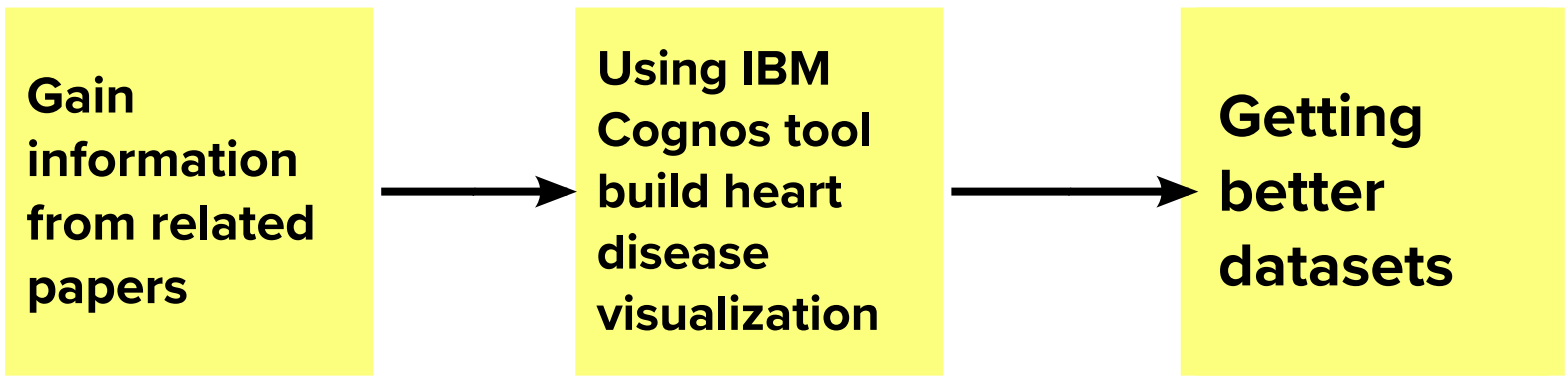 Gain
information
from related
papers
Using IBM
Cognos tool
build heart
disease
visualization
Getting
better
datasets